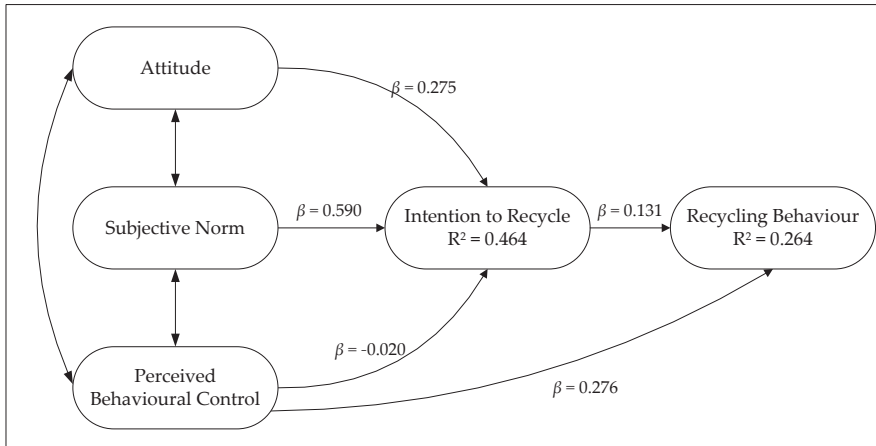 Attitude
β = 0.275
Subjective Norm
β = 0.590
Intention to Recycle
R² = 0.464
β = 0.131
Recycling Behaviour
R² = 0.264
β = -0.020
Perceived
Behavioural Control
β = 0.276